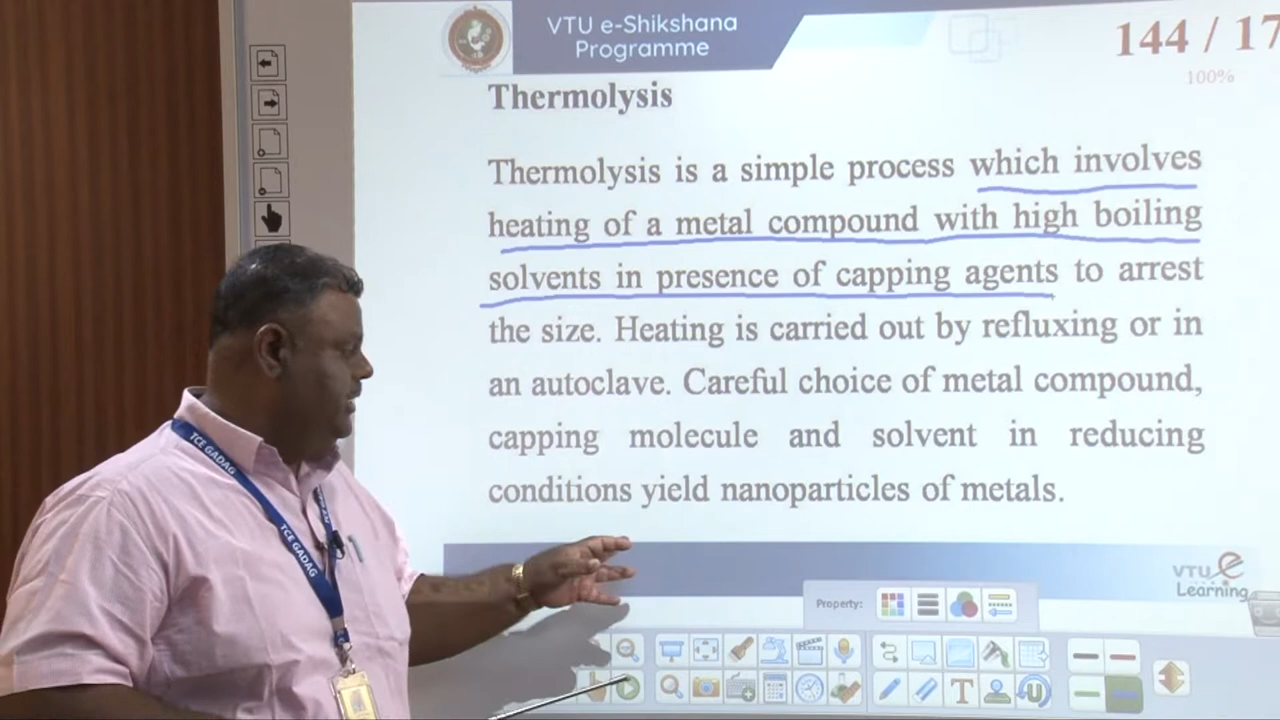 VTU e-Shikshana
Programme
144 / 17
100%
Thermolysis
Thermolysis is a simple process which involves
heating of a metal compound with high boiling
solvents in presence of capping agents to arrest
the size. Heating is carried out by refluxing or in
an autoclave. Careful choice of metal compound,
capping molecule and solvent in reducing
conditions yield nanoparticles of metals.
TCE GADAG
TCE GADAG
VTU e
Learning
Property: